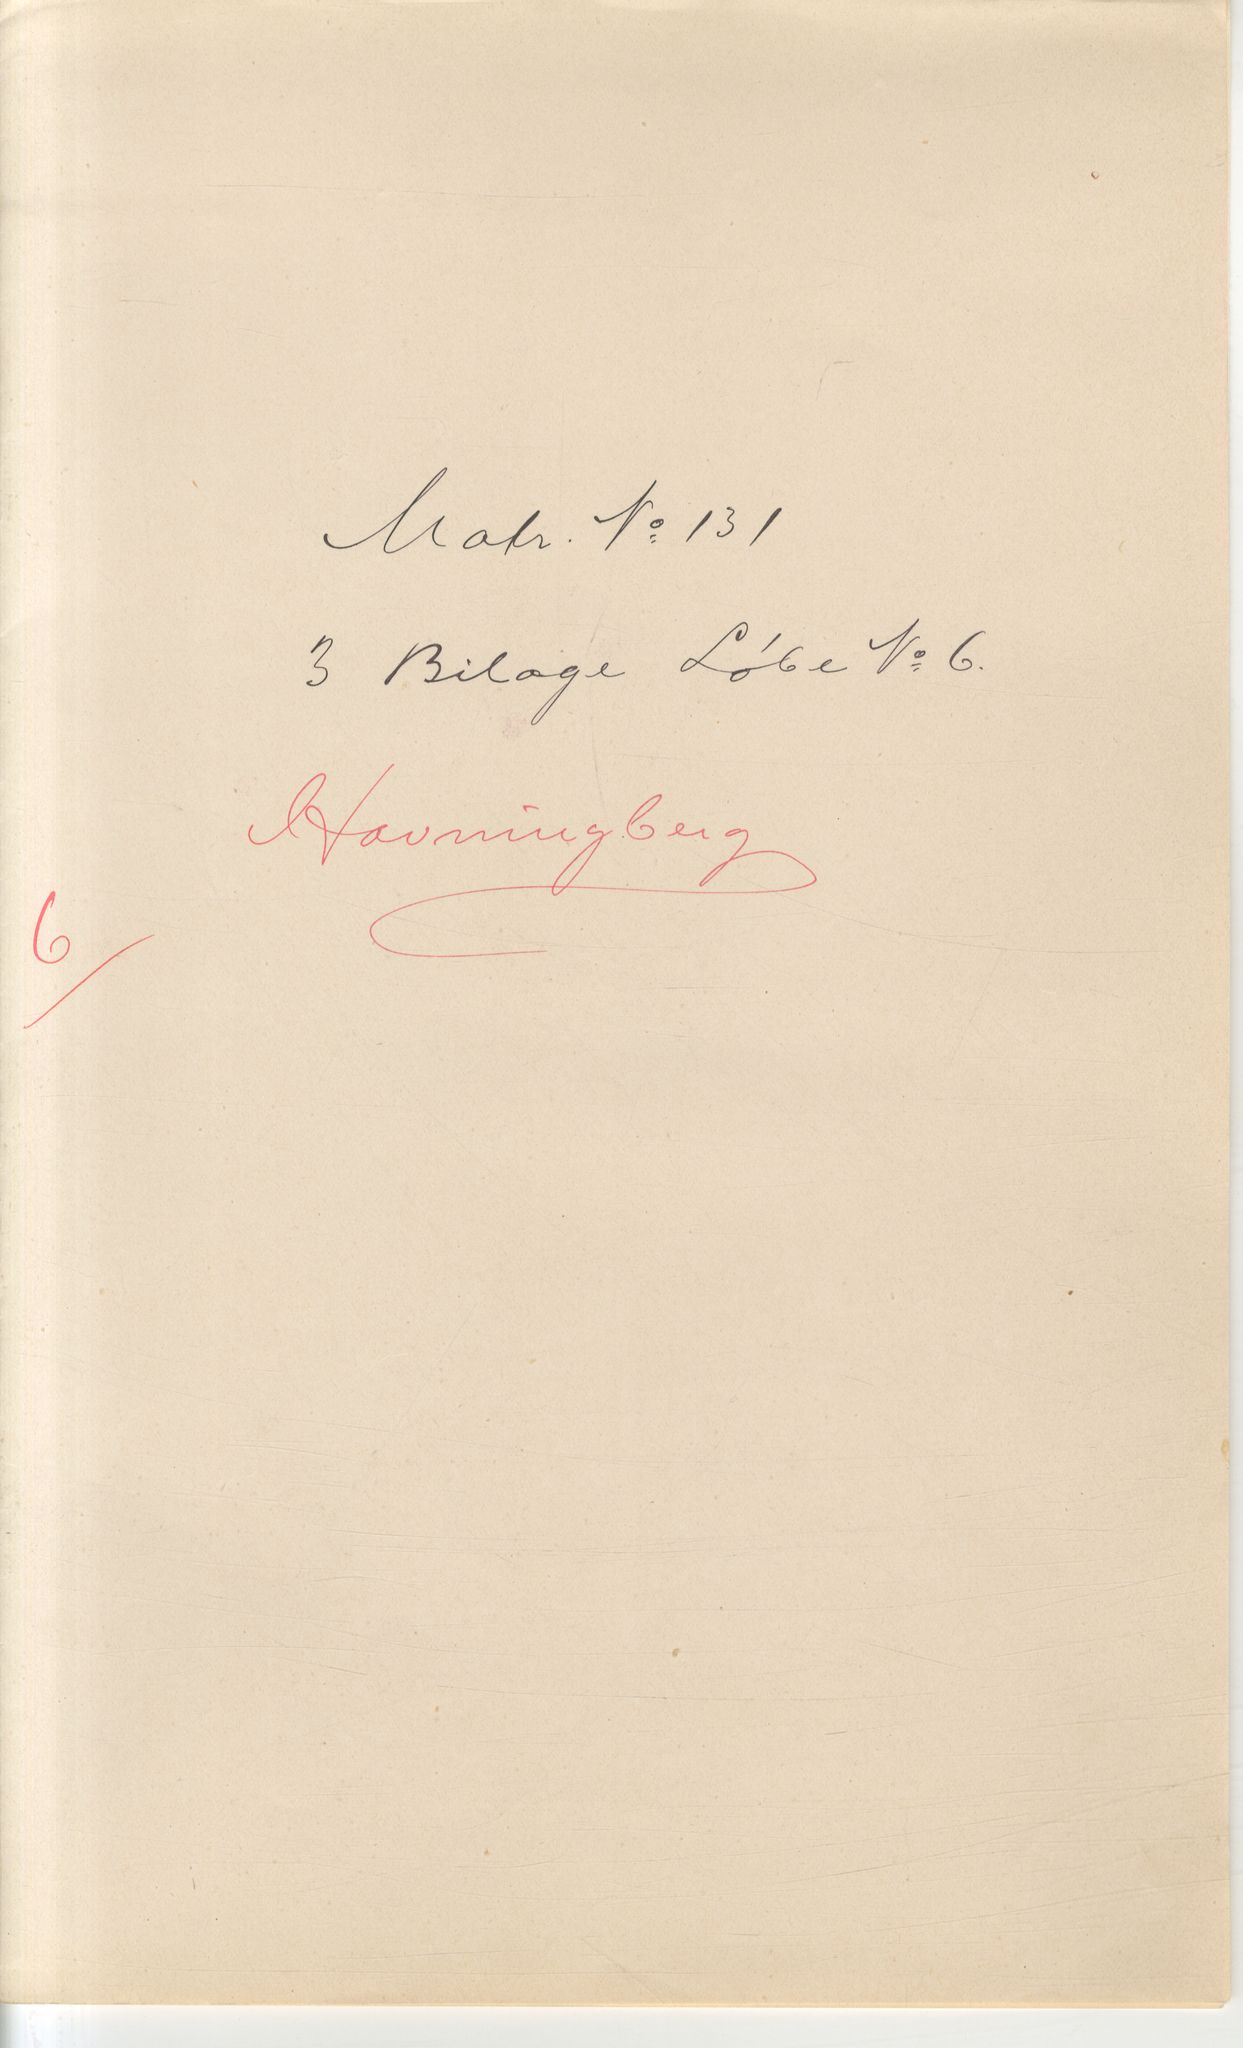 Matr. No 131
3 Bilage Löbe No 6.
Havningberg
6